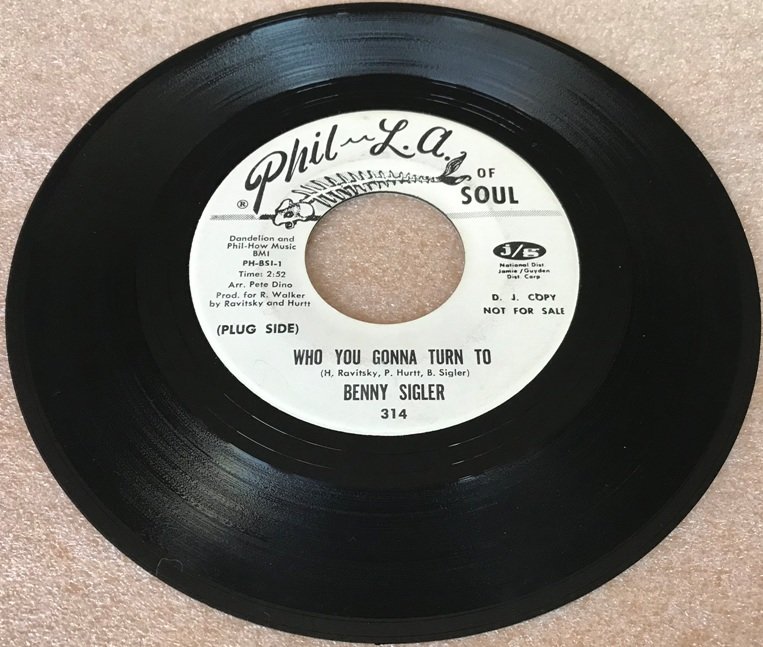 Phil L.A.
OF
SOUL
®
Dandelion and
Phil-How Music
BMI
PH-BSI-1
Time: 2:52
Arr. Pete Dino
Prod. for R. Walker
by Ravitsky and Hurtt
(PLUG SIDE)
j/g
National Dist.
Jamie/Guyden
Dist. Corp.
D. J. COPY
NOT FOR SALE
WHO YOU GONNA TURN TO
(H. Ravitsky, P. Hurtt, B. Sigler)
BENNY SIGLER
314